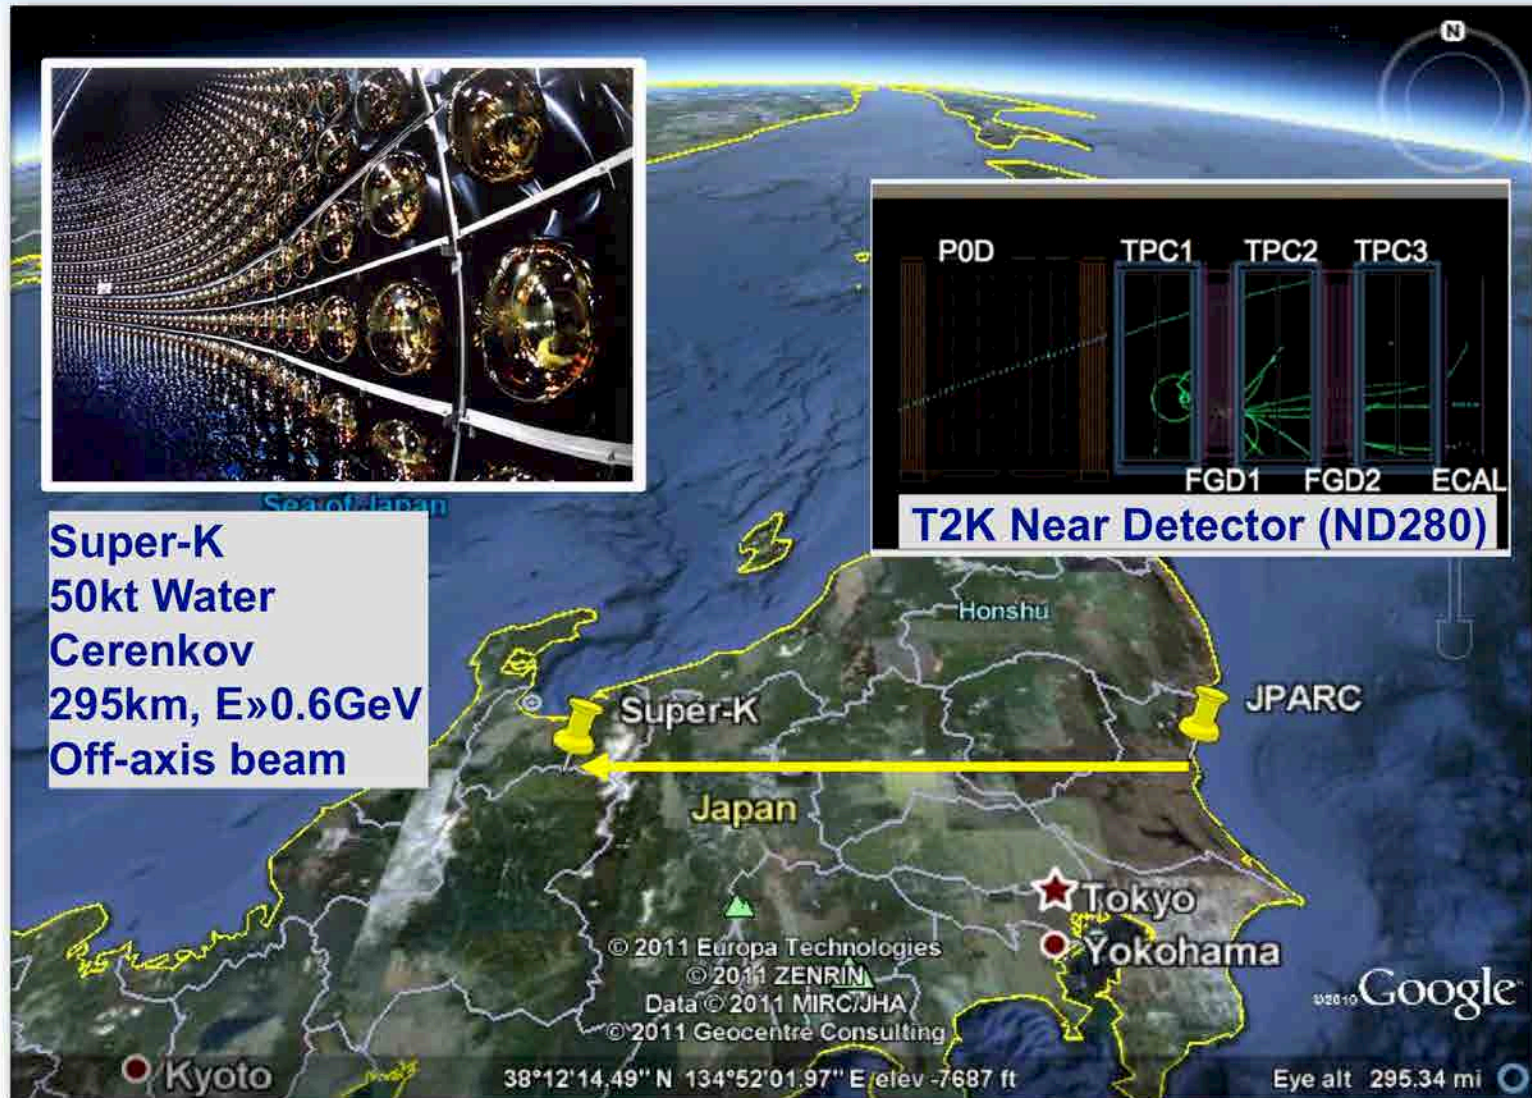 N
P0D
TPC1
TPC2
TPC3
FGD1
FGD2
ECAL
T2K Near Detector (ND280)
Sea of Japan
Super-K
50kt Water
Cerenkov
295km, E»0.6GeV
Off-axis beam
Honshu
Super-K
JPARC
Japan
Tokyo
Yokohama
© 2011 Europa Technologies
© 2011 ZENRIN
Data © 2011 MIRC/JHA
© 2011 Geocentre Consulting
©2010 Google
Kyoto
38°12'14.49" N 134°52'01.97" E elev -7687 ft
Eye alt 295.34 mi